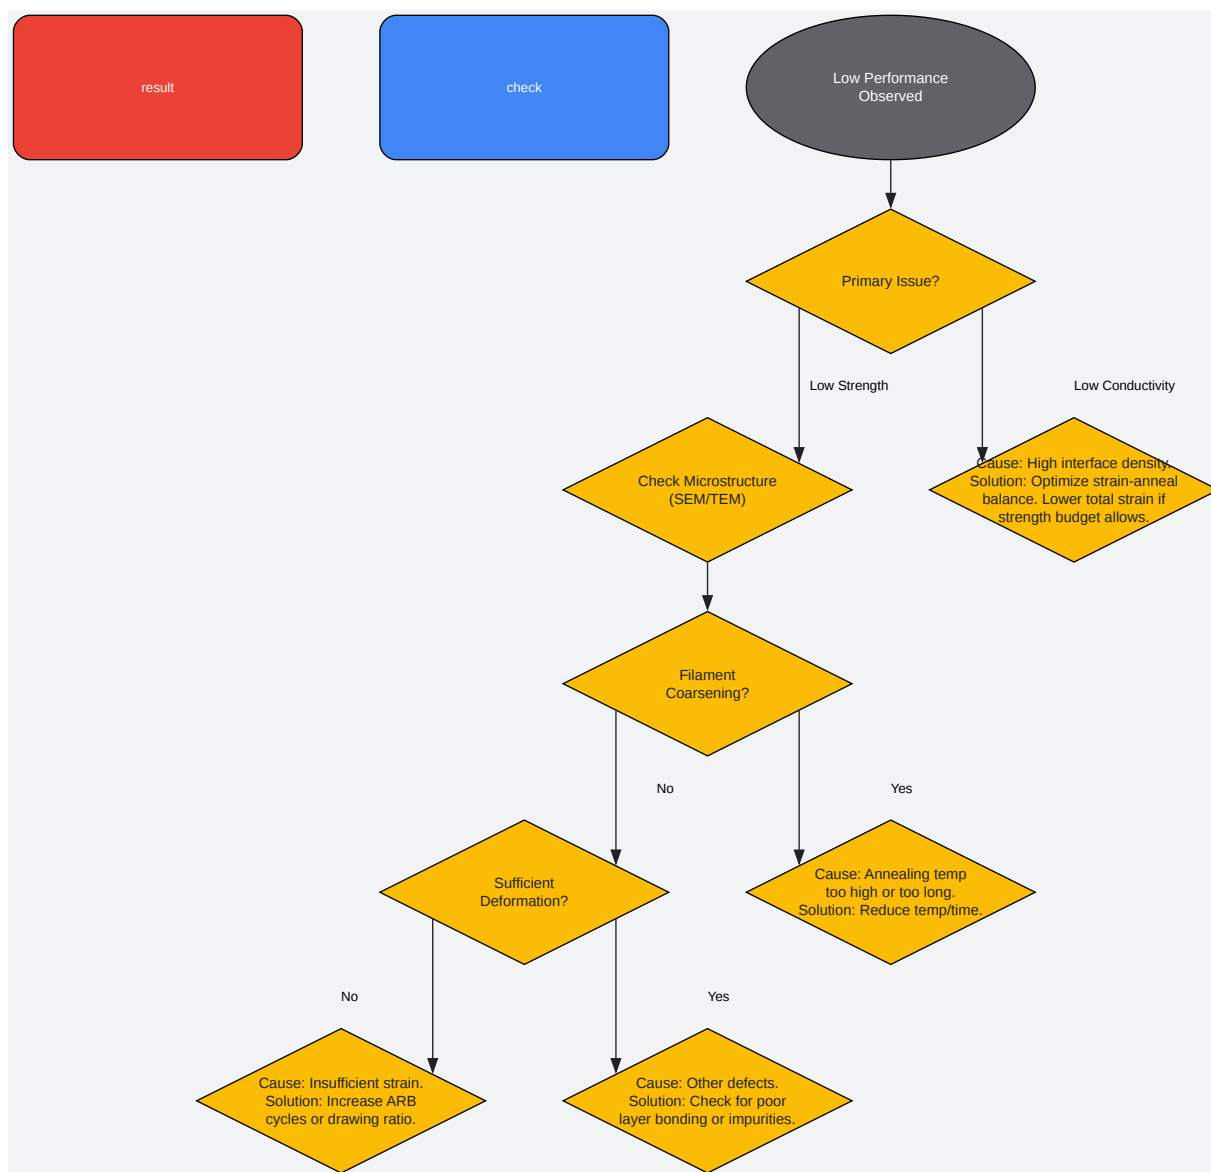 result
check
Low Performance
Observed
Primary Issue?
Low Strength
Low Conductivity
Check Microstructure
(SEM/TEM)
Cause: High interface density.
Solution: Optimize strain-anneal
balance. Lower total strain if
strength budget allows.
Filament
Coarsening?
No
Yes
Sufficient
Deformation?
Cause: Annealing temp
too high or too long.
Solution: Reduce temp/time.
No
Yes
Cause: Insufficient strain.
Solution: Increase ARB
cycles or drawing ratio.
Cause: Other defects.
Solution: Check for poor
layer bonding or impurities.